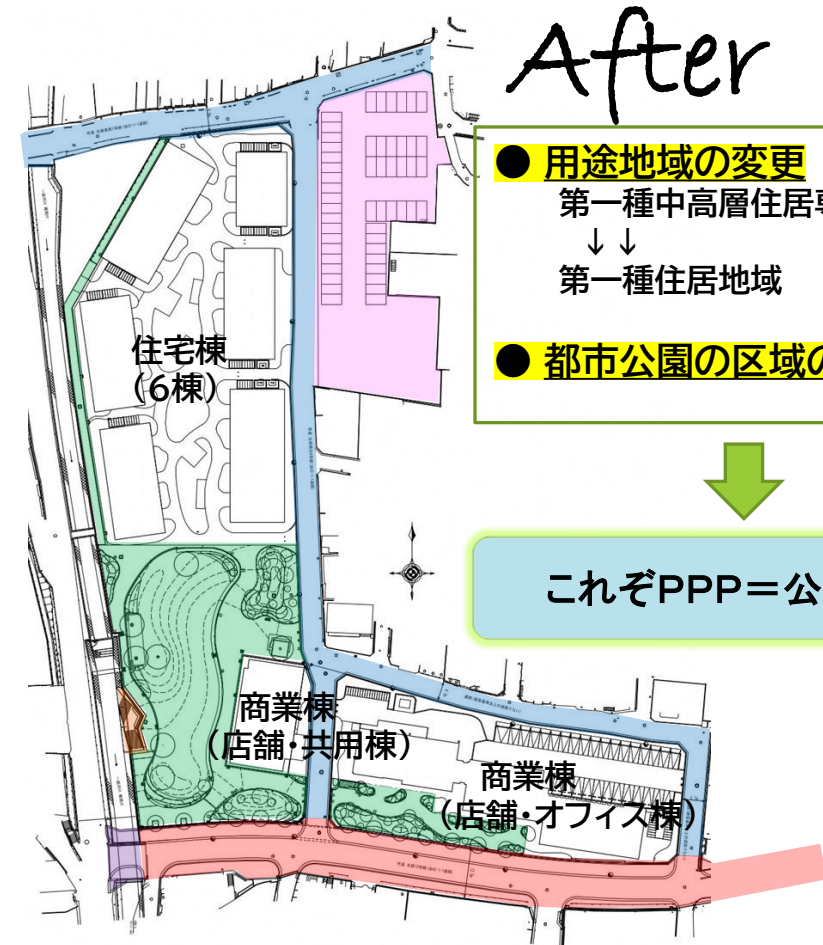 After
● 用途地域の変更
第一種中高層住居専
↓↓
第一種住居地域
● 都市公園の区域の
これぞPPP＝公
住宅棟
（6棟）
商業棟
（店舗・共用棟）
商業棟
（店舗・オフィス棟）